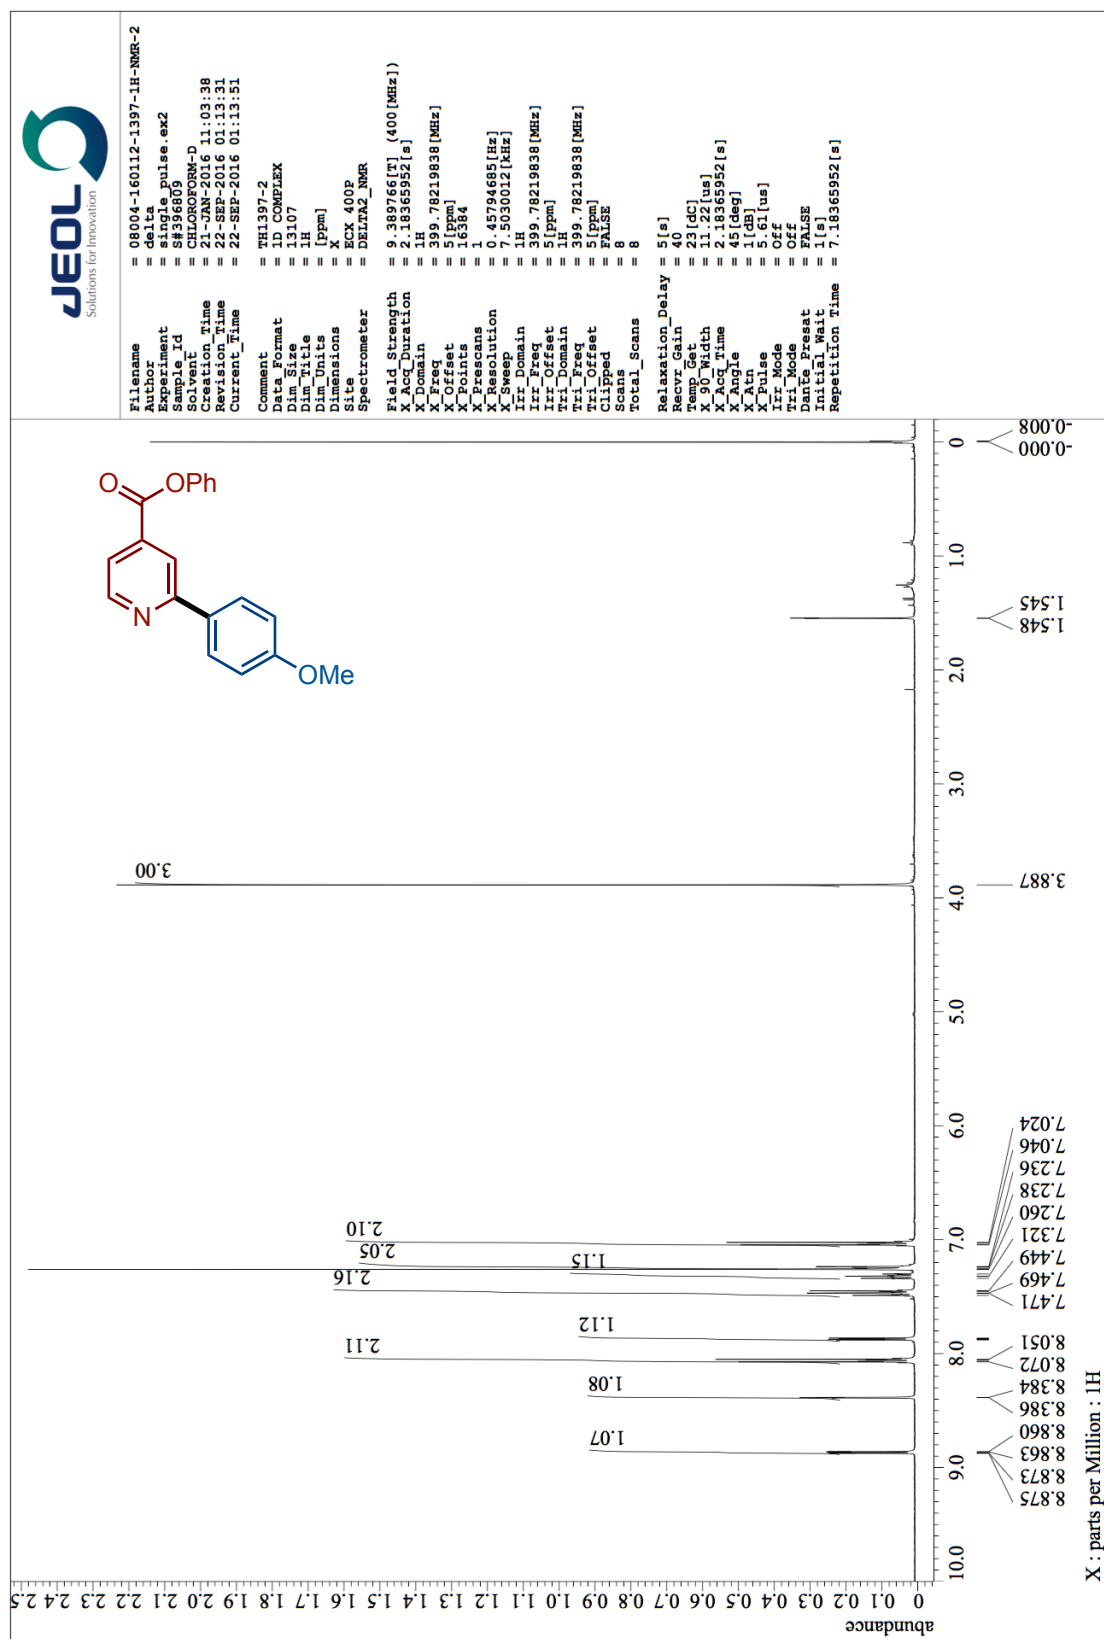 JEOL
Solutions for Innovation
Filename = 08004-160112-1397-1H-NMR-2
Author = delta
Experiment = single_pulse.ex2
Sample_Id = S#396809
Solvent = CHLOROFORM-D
Creation_Time = 21-JAN-2016 11:03:38
Revision_Time = 22-SEP-2016 01:13:31
Current_Time = 22-SEP-2016 01:13:51
Comment = TH1397-2
Data_Format = 1D COMPLEX
Dim_Size = 13107
Dim_Title = 1H
Dim_Units = [ppm]
Dimensions = X
Site = ECX 400P
Spectrometer = DELTA2_NMR
Field_Strength = 9.389766[T] (400[MHz])
X_Acq_Duration = 2.18365952[s]
X_Domain = 1H
X_Freq = 399.78219838[MHz]
X_Offset = 5[ppm]
X_Points = 16384
X_Prescans = 1
X_Resolution = 0.45794685[Hz]
X_Sweep = 7.5030012[kHz]
Irr_Domain = 1H
Irr_Freq = 399.78219838[MHz]
Irr_Offset = 5[ppm]
Tri_Domain = 1H
Tri_Freq = 399.78219838[MHz]
Tri_Offset = 5[ppm]
Clipped = FALSE
Scans = 8
Total_Scans = 8
Relaxation_Delay = 5[s]
Recvr_Gain = 40
Temp_Get = 23[dC]
X_90_Width = 11.22[us]
X_Acq_Time = 2.18365952[s]
X_Angle = 45[deg]
X_Atn = 1[dB]
X_Pulse = 5.61[us]
Irr_Mode = Off
Tri_Mode = Off
Dante_Presat = FALSE
Initial_Wait = 1[s]
Repetition_Time = 7.18365952[s]
O
OPh
N
OMe
3.00
2.10
2.05
1.15
2.16
1.12
2.11
1.08
1.07
abundance
0 0.1 0.2 0.3 0.4 0.5 0.6 0.7 0.8 0.9 1.0 1.1 1.2 1.3 1.4 1.5 1.6 1.7 1.8 1.9 2.0 2.1 2.2 2.3 2.4 2.5
10.0 9.0 8.0 7.0 6.0 5.0 4.0 3.0 2.0 1.0 0
8.875
8.873
8.863
8.860
8.386
8.384
8.072
8.051
7.471
7.469
7.449
7.321
7.260
7.238
7.236
7.046
7.024
3.887
1.548
1.545
-0.000
-0.008
X : parts per Million : 1H